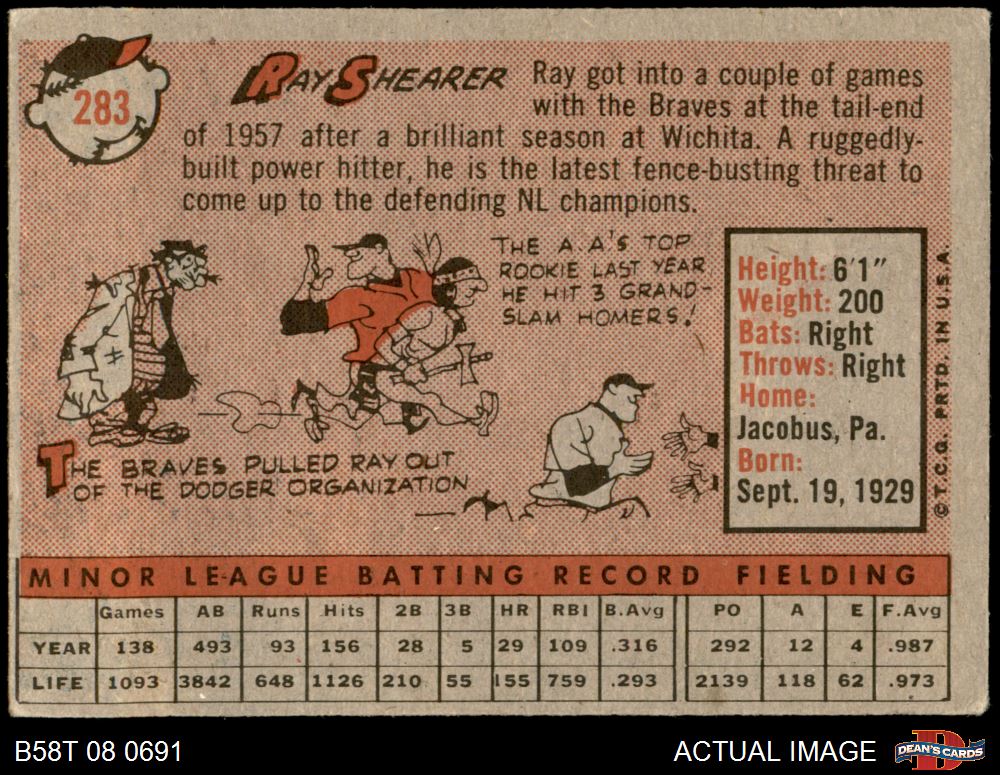 283
RAY SHEARER
Ray got into a couple of games
with the Braves at the tail-end
of 1957 after a brilliant season at Wichita. A ruggedly-
built power hitter, he is the latest fence-busting threat to
come up to the defending NL champions.
THE A.A'S TOP
ROOKIE LAST YEAR,
HE HIT 3 GRAND-
SLAM HOMERS!
THE BRAVES PULLED RAY OUT
OF THE DODGER ORGANIZATION
Height: 6'1"
Weight: 200
Bats: Right
Throws: Right
Home:
Jacobus, Pa.
Born:
Sept. 19, 1929
© T.C.G. PRTD. IN U.S.A.
MINOR LEAGUE BATTING RECORD FIELDING
Games AB Runs Hits 2B 3B HR RBI B.Avg PO A E F.Avg
YEAR 138 493 93 156 28 5 29 109 .316 292 12 4 .987
LIFE 1093 3842 648 1126 210 55 155 759 .293 2139 118 62 .973
B58T 08 0691
ACTUAL IMAGE
D
DEAN'S CARDS